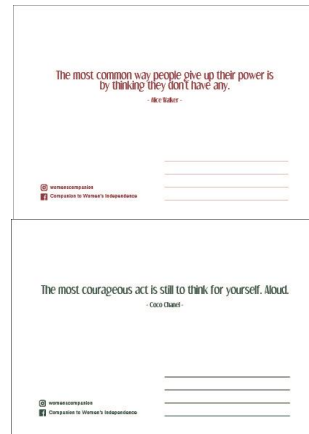 The most common way people give up their power is
by thinking they don't have any.
- Alice Walker -
womanscompanion
Companion to Women's Independence
The most courageous act is still to think for yourself. Aloud.
- Coco Chanel -
womanscompanion
Companion to Women's Independence